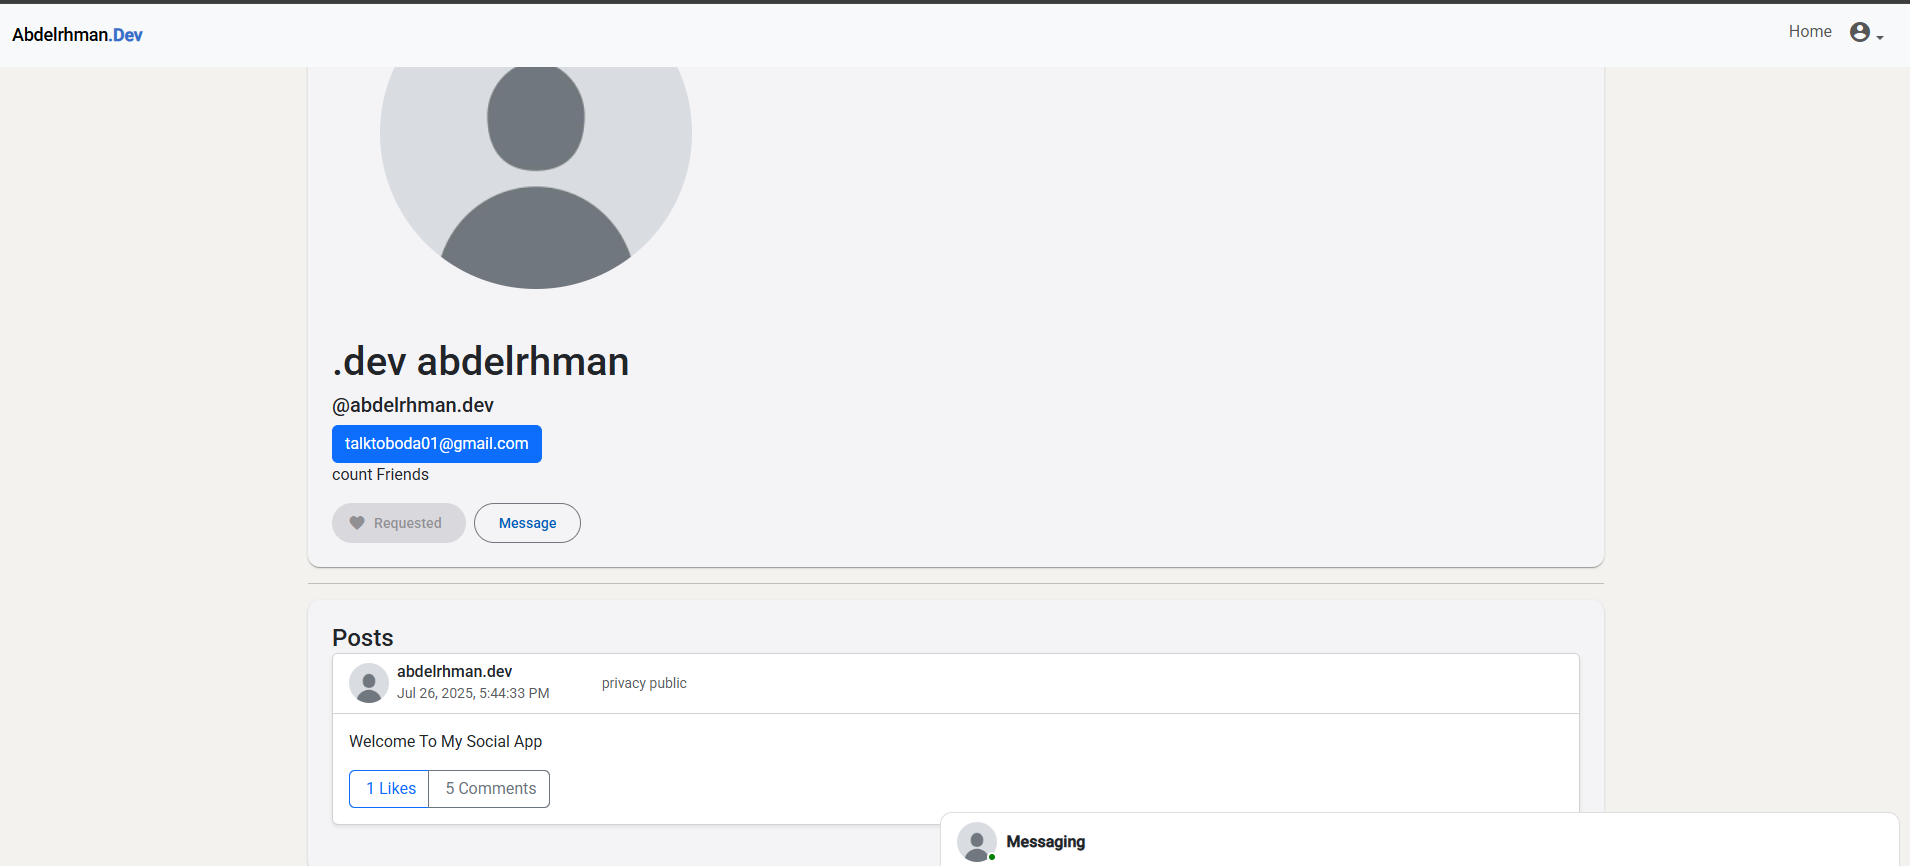 Abdelrhman.Dev
Home
.dev abdelrhman
@abdelrhman.dev
talktoboda01@gmail.com
count Friends
Requested
Message
Posts
abdelrhman.dev
Jul 26, 2025, 5:44:33 PM
privacy public
Welcome To My Social App
1 Likes
5 Comments
Messaging